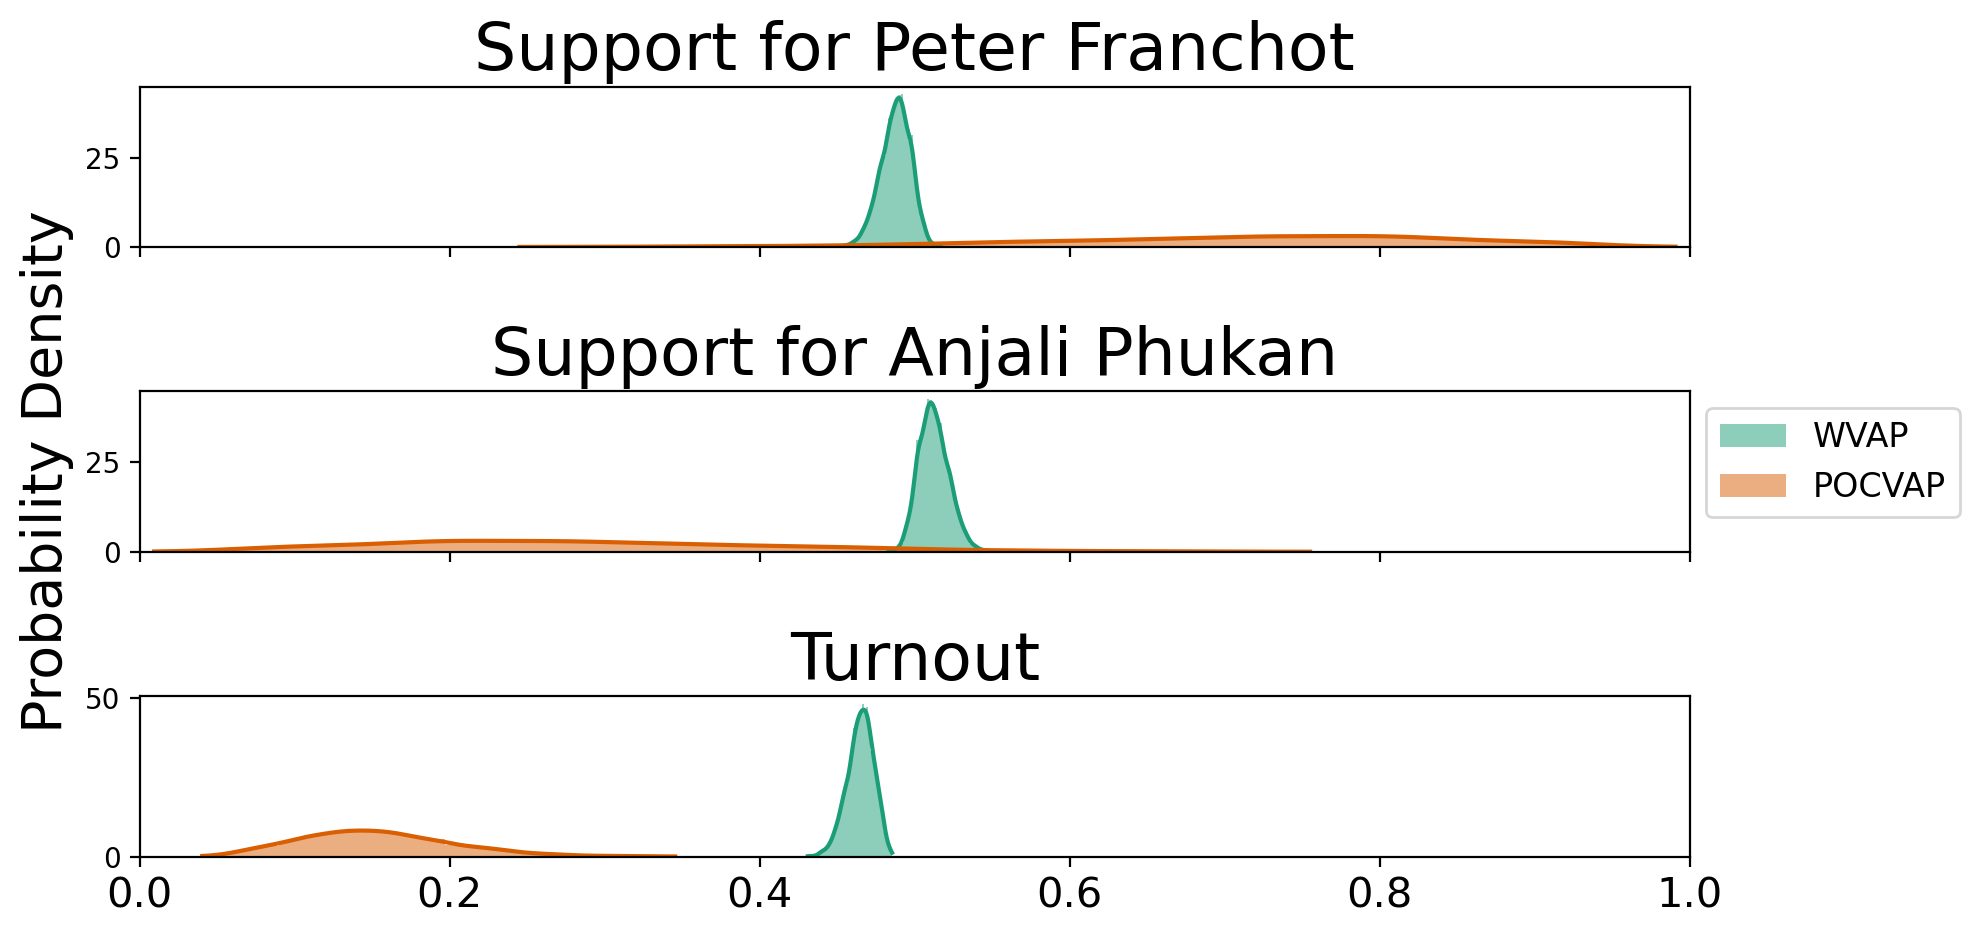 Support for Peter Franchot
25
0
Support for Anjali Phukan
25
0
Probability Density
WVAP
POCVAP
Turnout
50
0
0.0 0.2 0.4 0.6 0.8 1.0